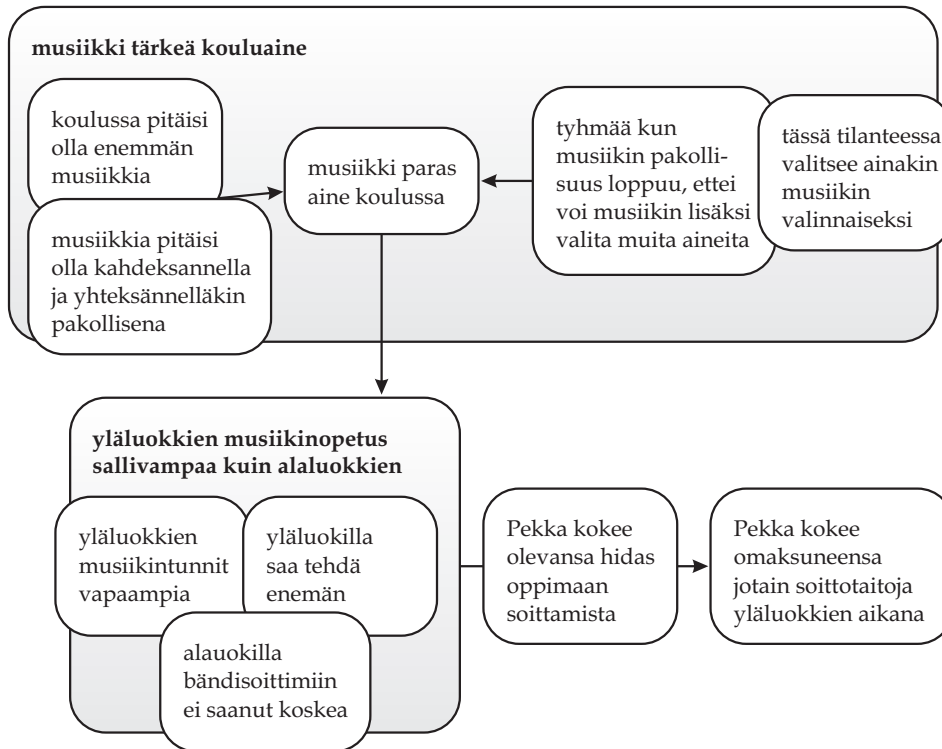 musiikki tärkeä kouluaine
koulussa pitäisi
olla enemmän
musiikkia
musiikkia pitäisi
olla kahdeksannella
ja yhteksännelläkin
pakollisena
musiikki paras
aine koulussa
tyhmää kun
musiikin pakolli-
suus loppuu, ettei
voi musiikin lisäksi
valita muita aineita
tässä tilanteessa
valitsee ainakin
musiikin
valinnaiseksi
yläluokkien musiikinopetus
sallivampaa kuin alaluokkien
yläluokkien
musiikintunnit
vapaampia
yläluokilla
saa tehdä
enemän
alauokilla
bändisoittimiin
ei saanut koskea
Pekka kokee
olevansa hidas
oppimaan
soittamista
Pekka kokee
omaksuneensa
jotain soittotaitoja
yläluokkien aikana